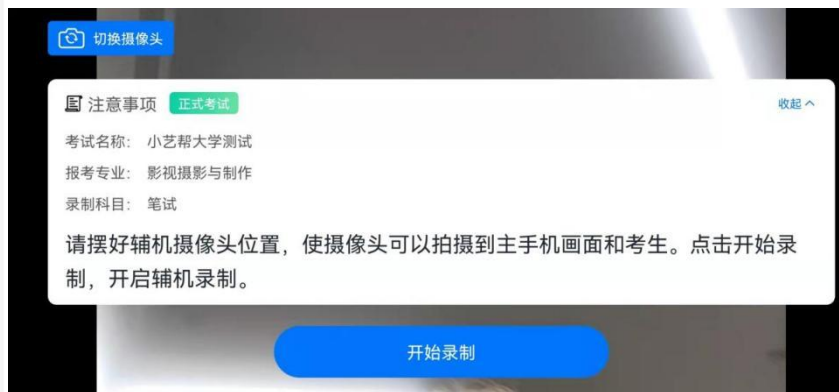 切换摄像头
注意事项 正式考试 收起
考试名称： 小艺帮大学测试
报考专业： 影视摄影与制作
录制科目： 笔试
请摆好辅机摄像头位置，使摄像头可以拍摄到主手机画面和考生。点击开始录
制，开启辅机录制。
开始录制